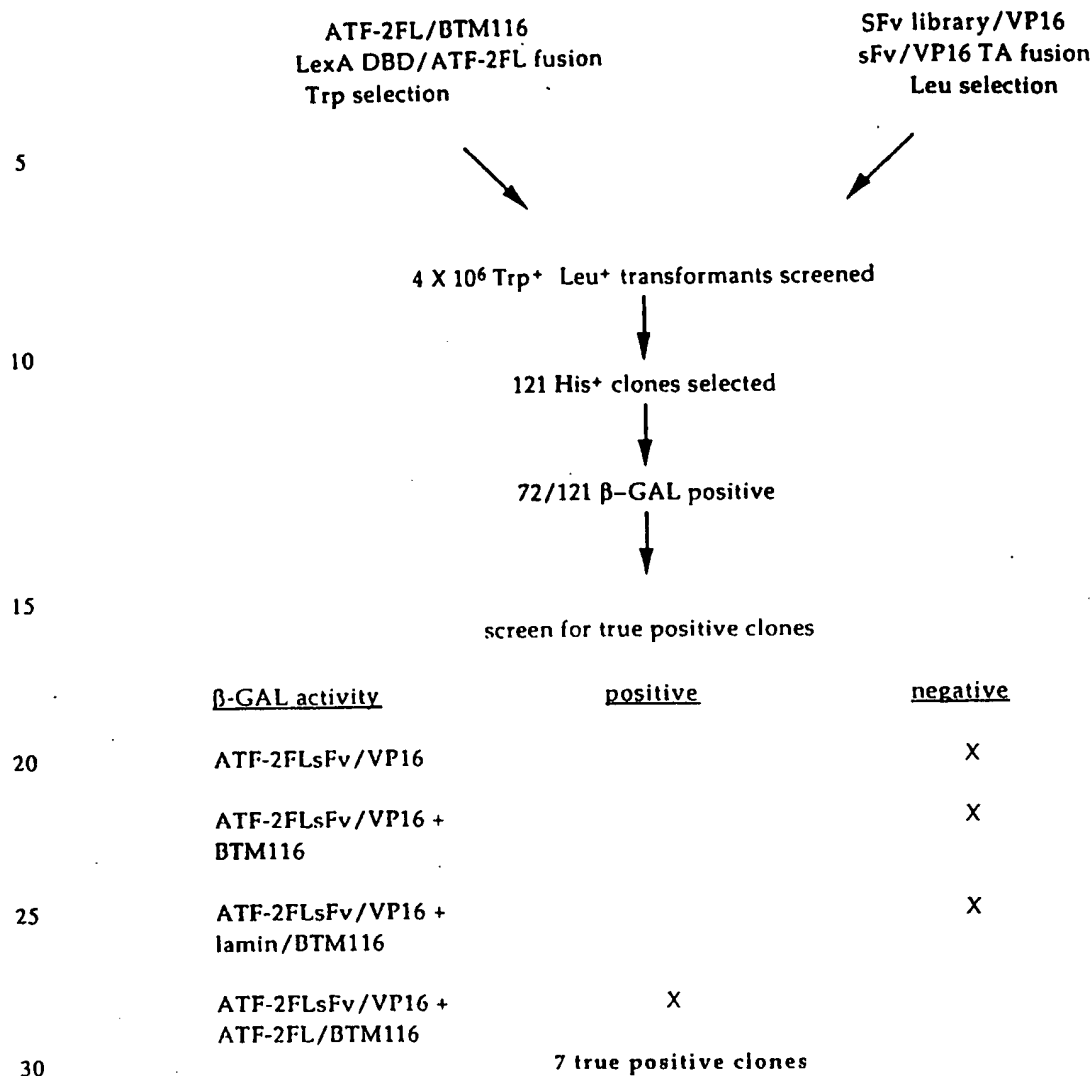 ATF-2FL/BTM116
LexA DBD/ATF-2FL fusion
Trp selection
SFv library/VP16
sFv/VP16 TA fusion
Leu selection
5
4 X 10⁶ Trp⁺ Leu⁺ transformants screened
10
121 His⁺ clones selected
72/121 β-GAL positive
15
screen for true positive clones
β-GAL activity positive negative
20 ATF-2FLsFv/VP16 X
ATF-2FLsFv/VP16 + X
BTM116
25 ATF-2FLsFv/VP16 + X
lamin/BTM116
ATF-2FLsFv/VP16 + X
ATF-2FL/BTM116
30 7 true positive clones